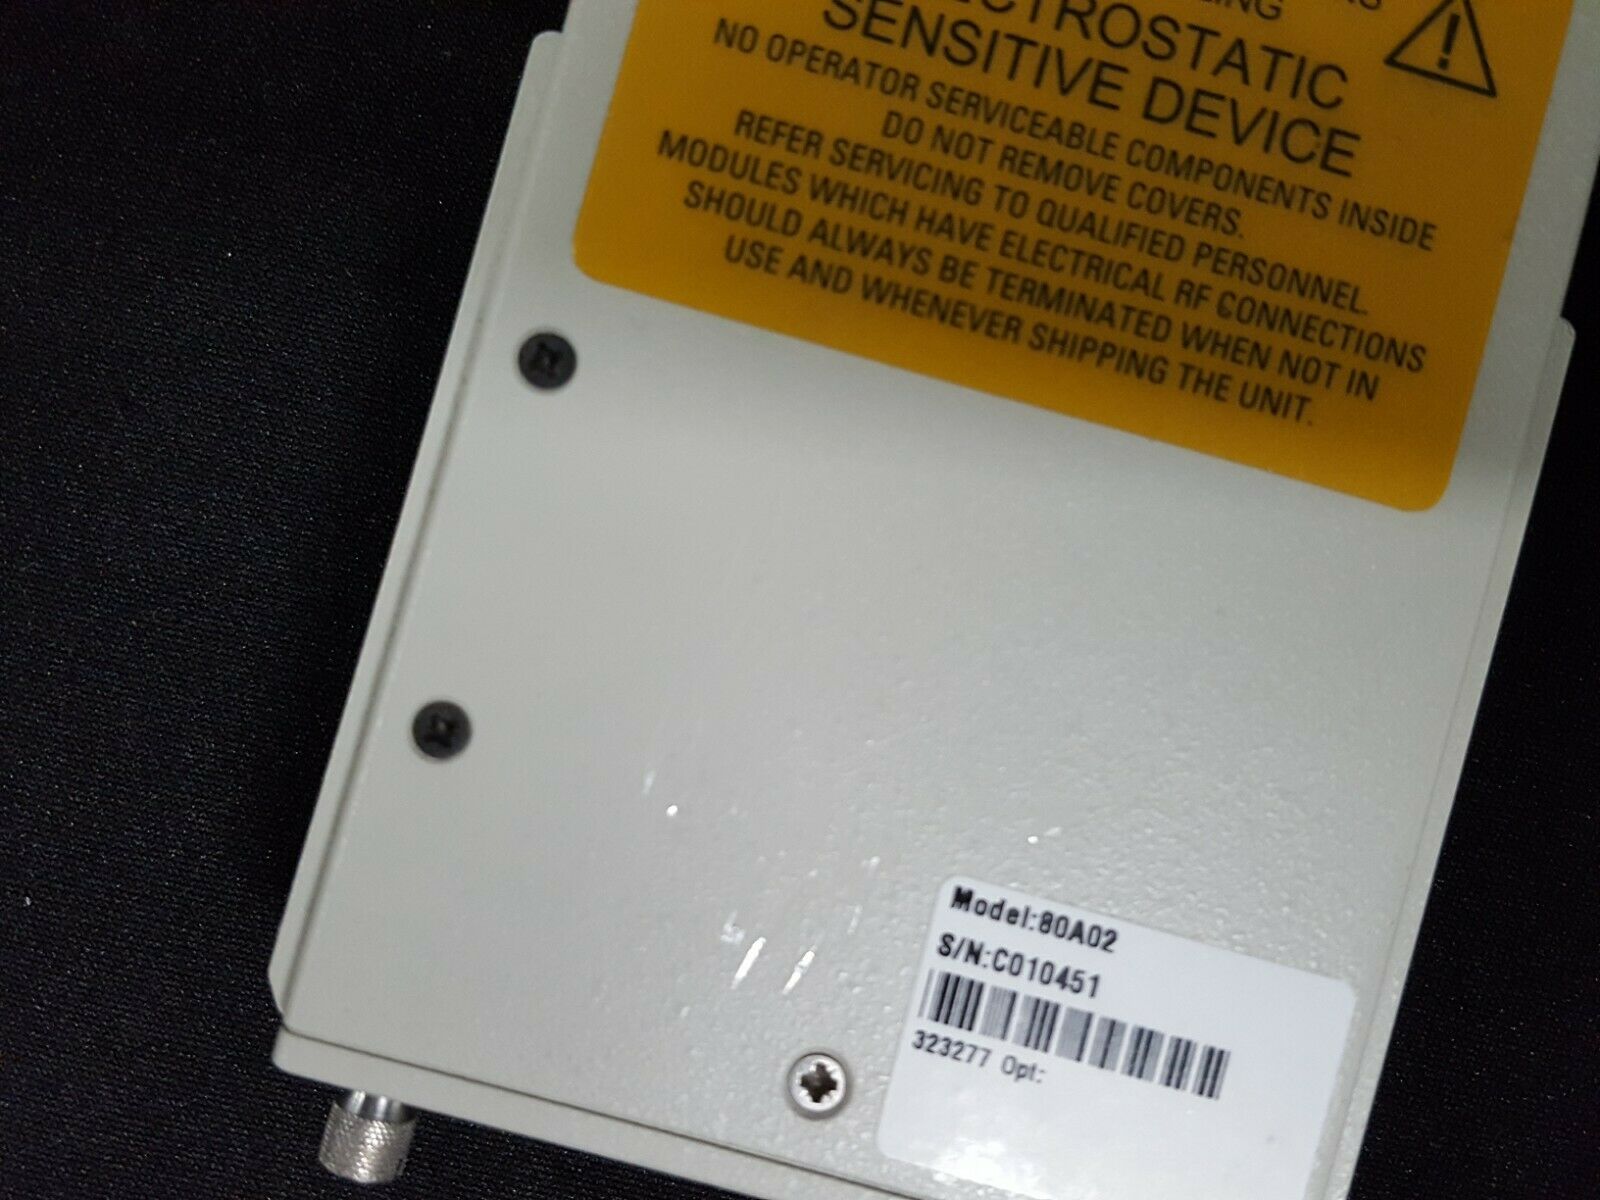 ELECTROSTATIC
SENSITIVE DEVICE
NO OPERATOR SERVICEABLE COMPONENTS INSIDE
DO NOT REMOVE COVERS.
REFER SERVICING TO QUALIFIED PERSONNEL.
MODULES WHICH HAVE ELECTRICAL RF CONNECTIONS
SHOULD ALWAYS BE TERMINATED WHEN NOT IN
USE AND WHENEVER SHIPPING THE UNIT.
Model:80A02
S/N:C010451
323277 Opt: